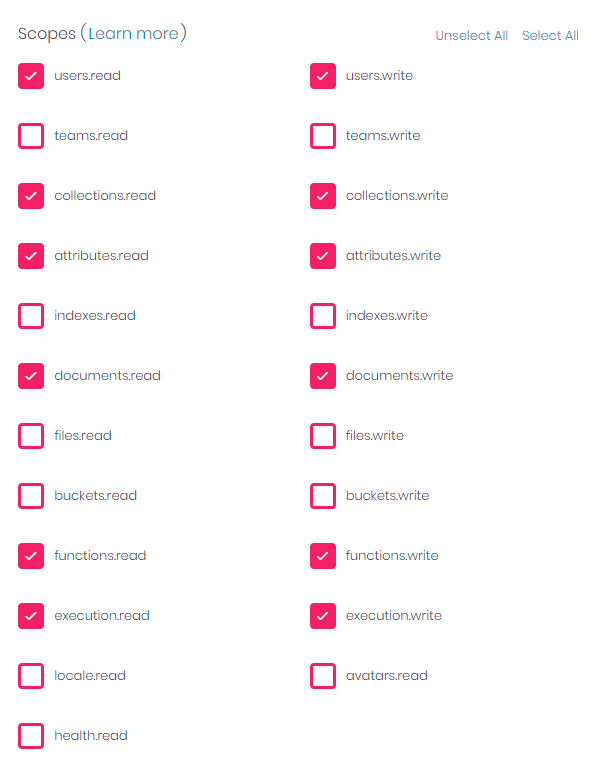 Scopes (Learn more) Unselect All Select All
users.read users.write
teams.read teams.write
collections.read collections.write
attributes.read attributes.write
indexes.read indexes.write
documents.read documents.write
files.read files.write
buckets.read buckets.write
functions.read functions.write
execution.read execution.write
locale.read avatars.read
health.read